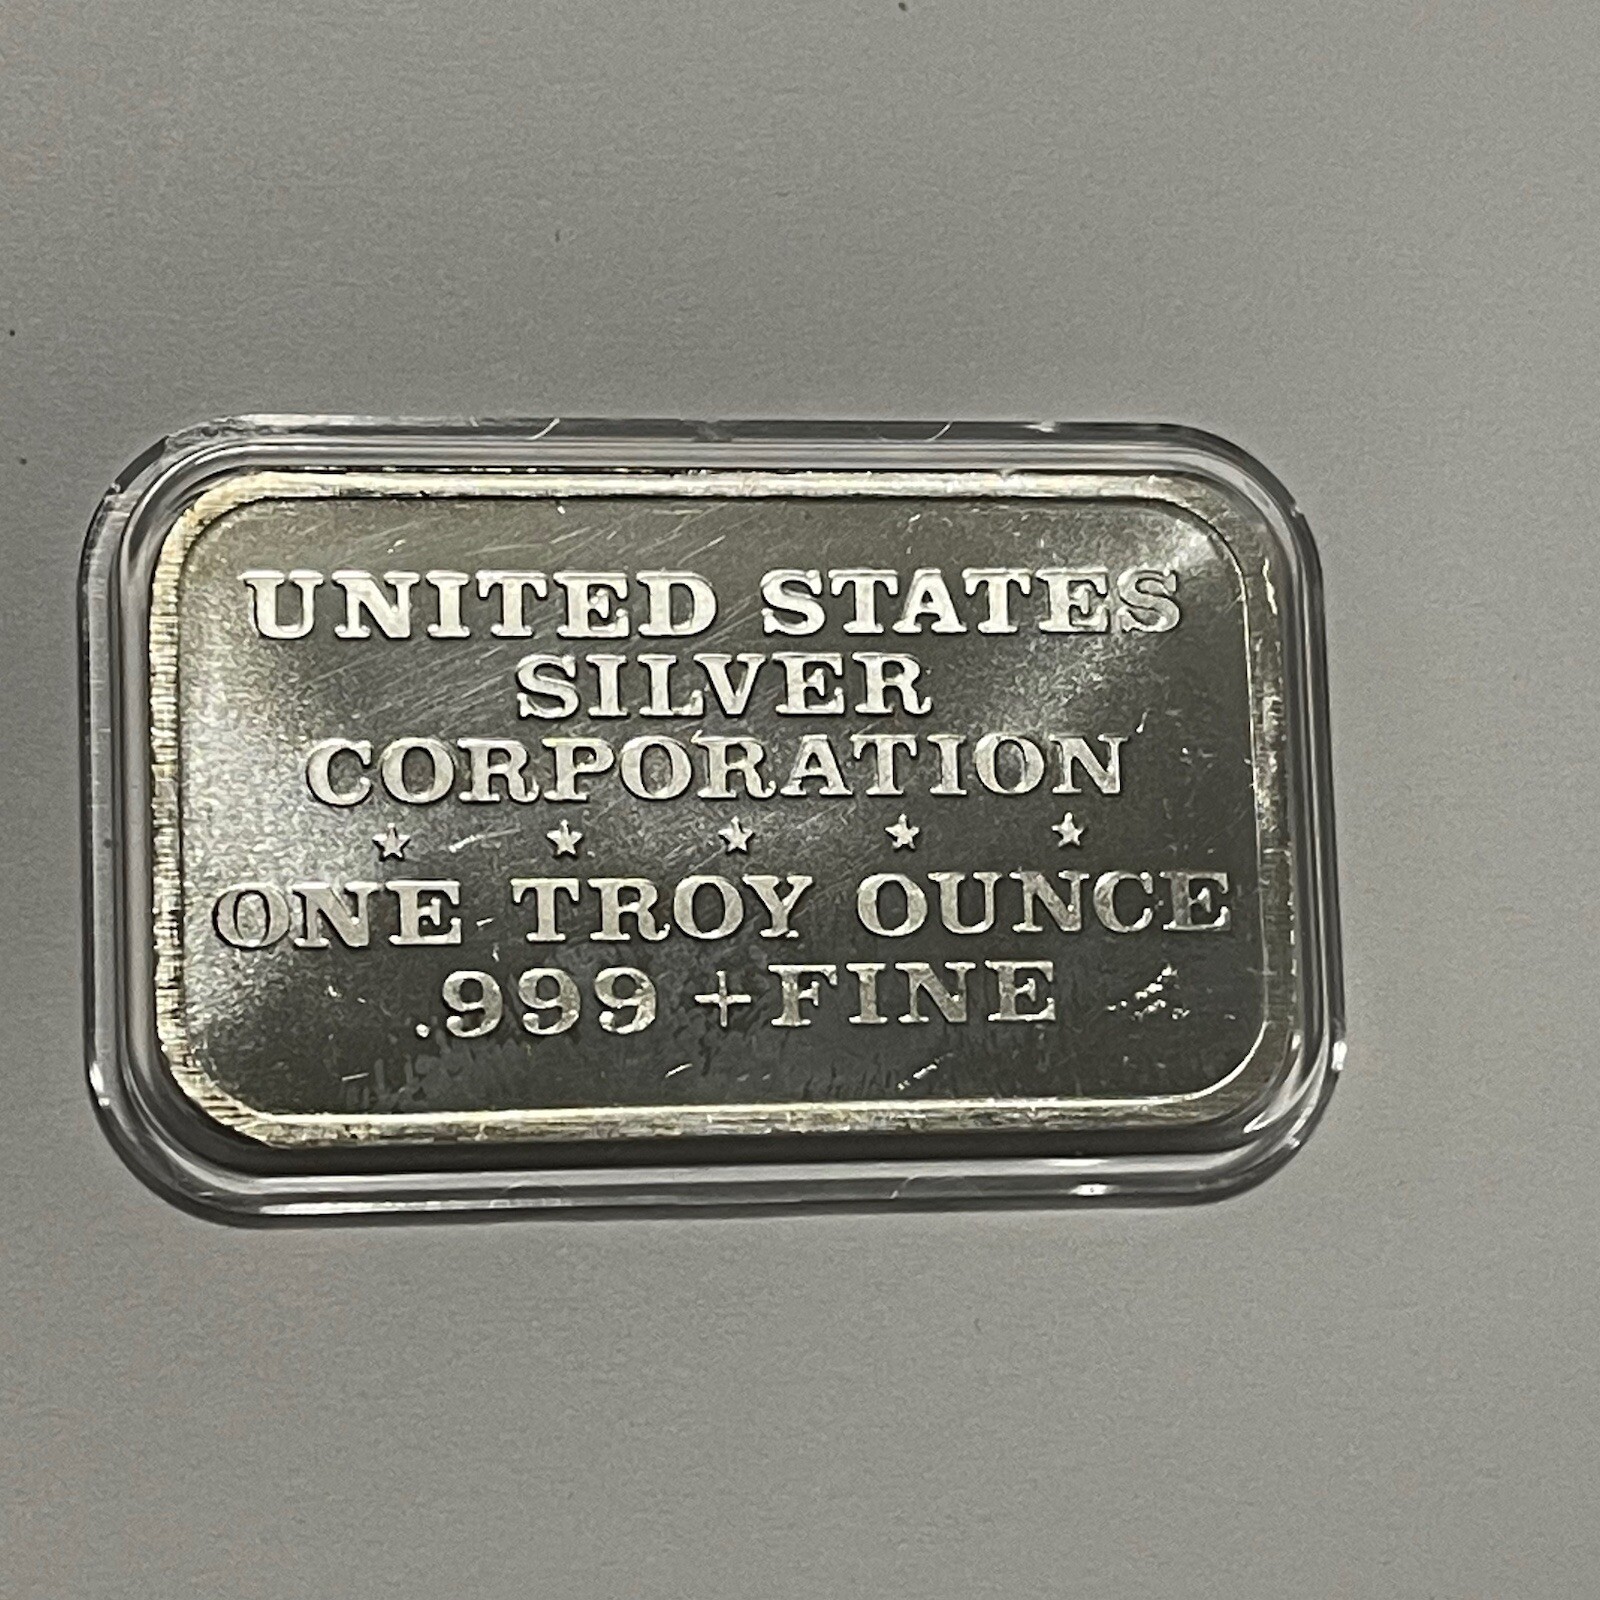 UNITED STATES
SILVER
CORPORATION
ONE TROY OUNCE
.999 +FINE